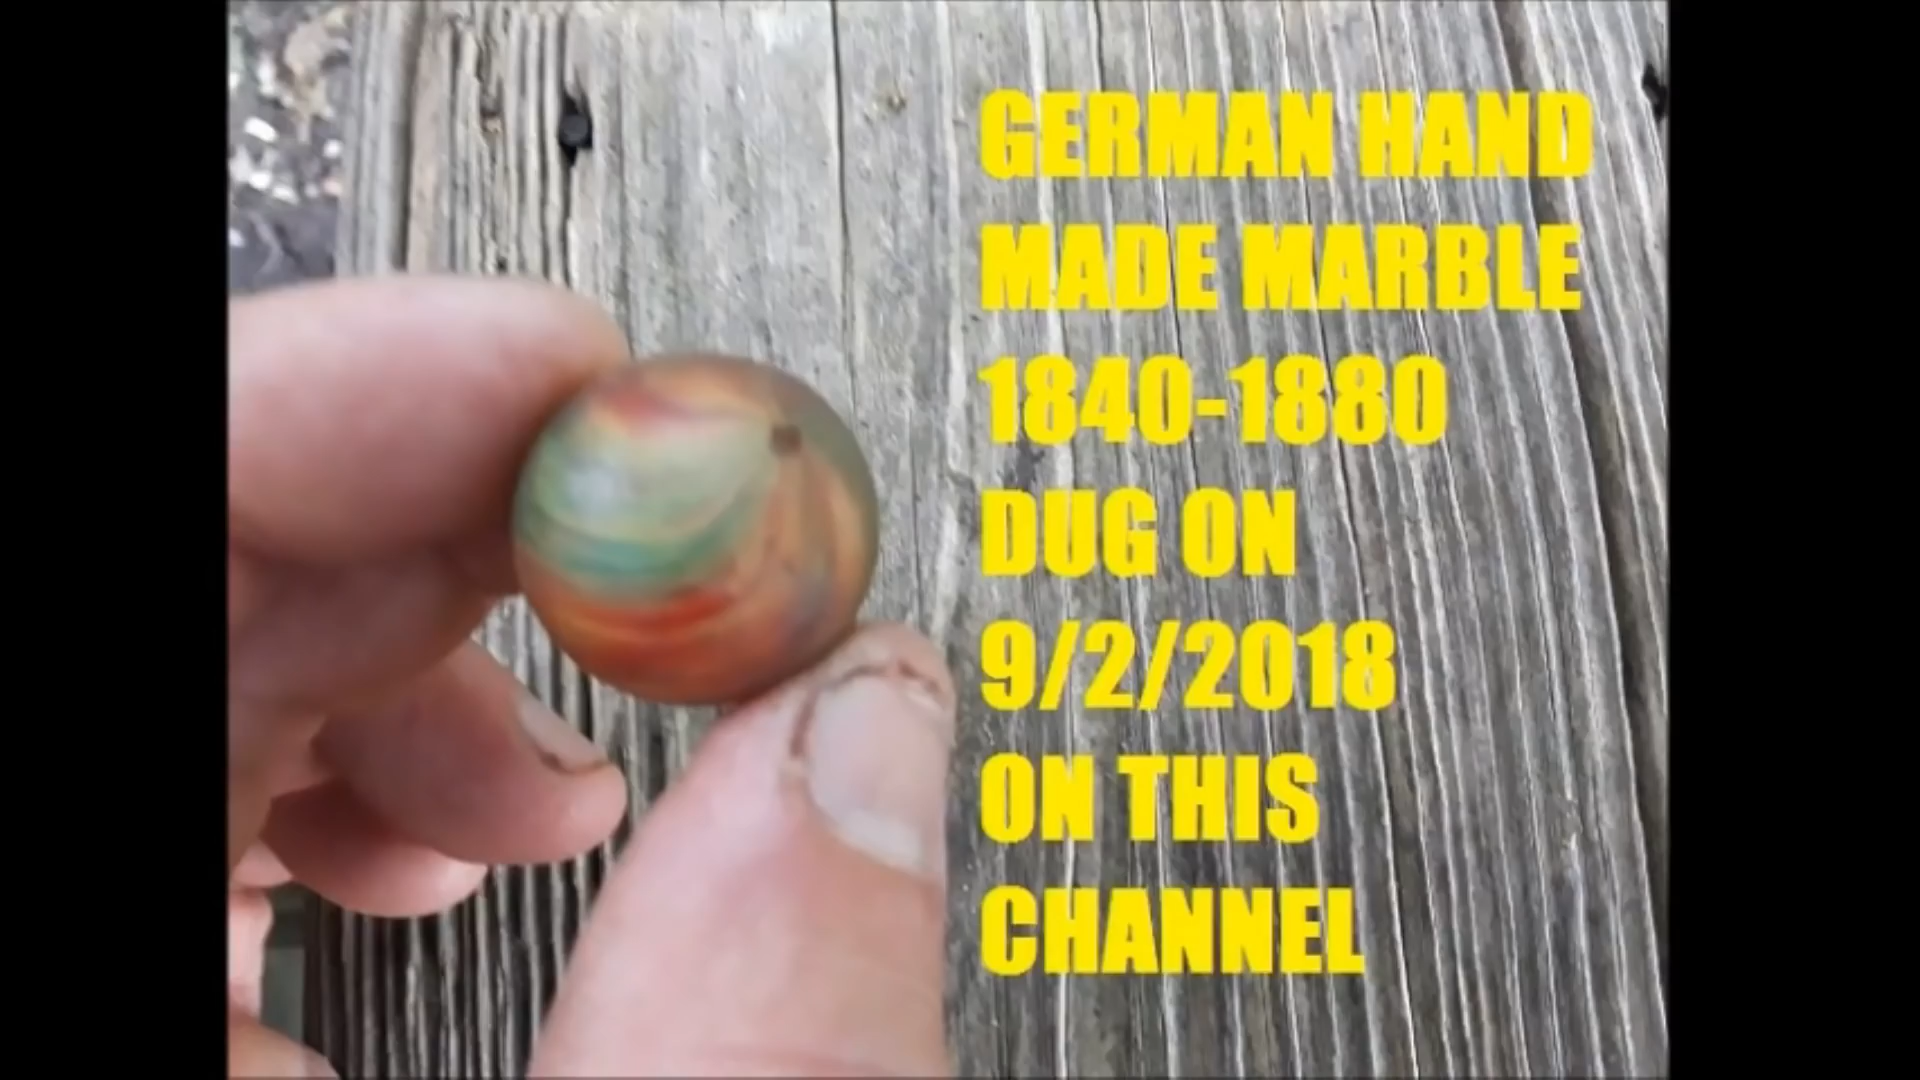 GERMAN HAND
MADE MARBLE
1840-1880
DUG ON
9/2/2018
ON THIS
CHANNEL